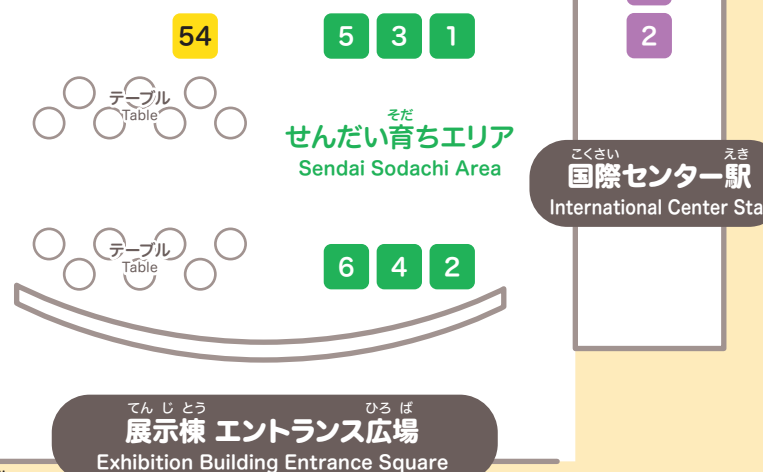 54
5 3 1
2
テーブル
Table
そだ
せんだい育ちエリア
Sendai Sodachi Area
こくさい えき
国際センター駅
International Center Sta
テーブル
Table
6 4 2
てん じ とう ひろ ば
展示棟 エントランス広場
Exhibition Building Entrance Square